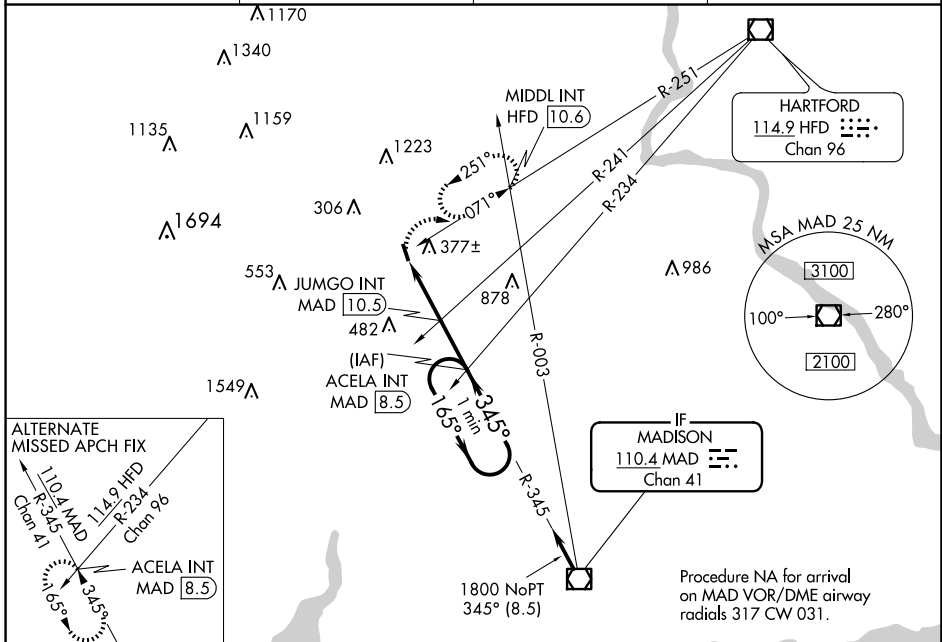 1170
1340
1135
1159
1223
306
1694
553
377±
482
878
986
1549
MIDDL INT
HFD 10.6
R-251
R-241
R-234
HARTFORD
114.9 HFD
Chan 96
251°
071°
JUMGO INT
MAD 10.5
(IAF)
ACELA INT
MAD 8.5
165°
1 min
345°
R-003
R-345
MSA MAD 25 NM
3100
100°
280°
2100
IF
MADISON
110.4 MAD
Chan 41
1800 NoPT
345° (8.5)
Procedure NA for arrival
on MAD VOR/DME airway
radials 317 CW 031.
ALTERNATE
MISSED APCH FIX
110.4 MAD
R-345
Chan 41
114.9 HFD
R-234
Chan 96
ACELA INT
MAD 8.5
165°
345°